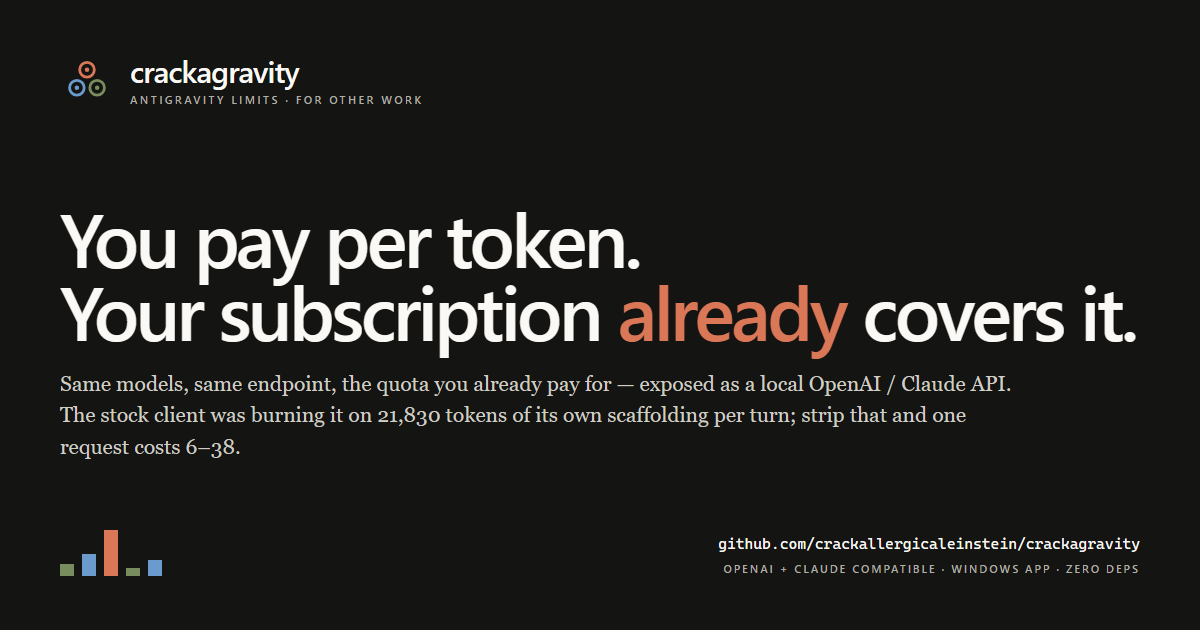 crackagravity
ANTIGRAVITY LIMITS · FOR OTHER WORK
You pay per token.
Your subscription already covers it.
Same models, same endpoint, the quota you already pay for — exposed as a local OpenAI / Claude API.
The stock client was burning it on 21,830 tokens of its own scaffolding per turn; strip that and one
request costs 6–38.
github.com/crackallergicaleinstein/crackagravity
OPENAI + CLAUDE COMPATIBLE · WINDOWS APP · ZERO DEPS